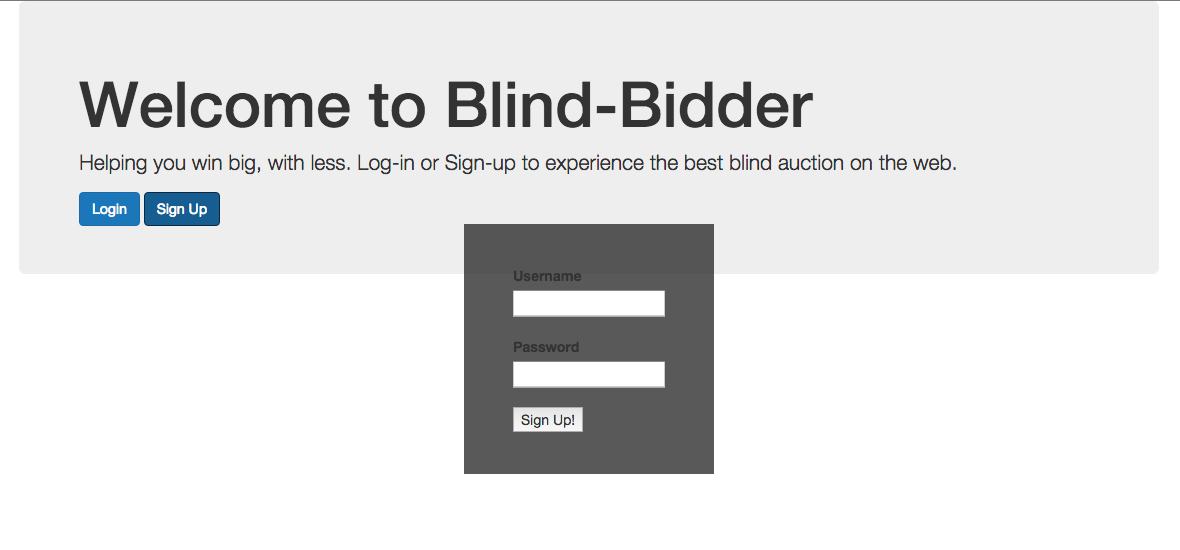 Welcome to Blind-Bidder
Helping you win big, with less. Log-in or Sign-up to experience the best blind auction on the web.
Login Sign Up
Username
Password
Sign Up!